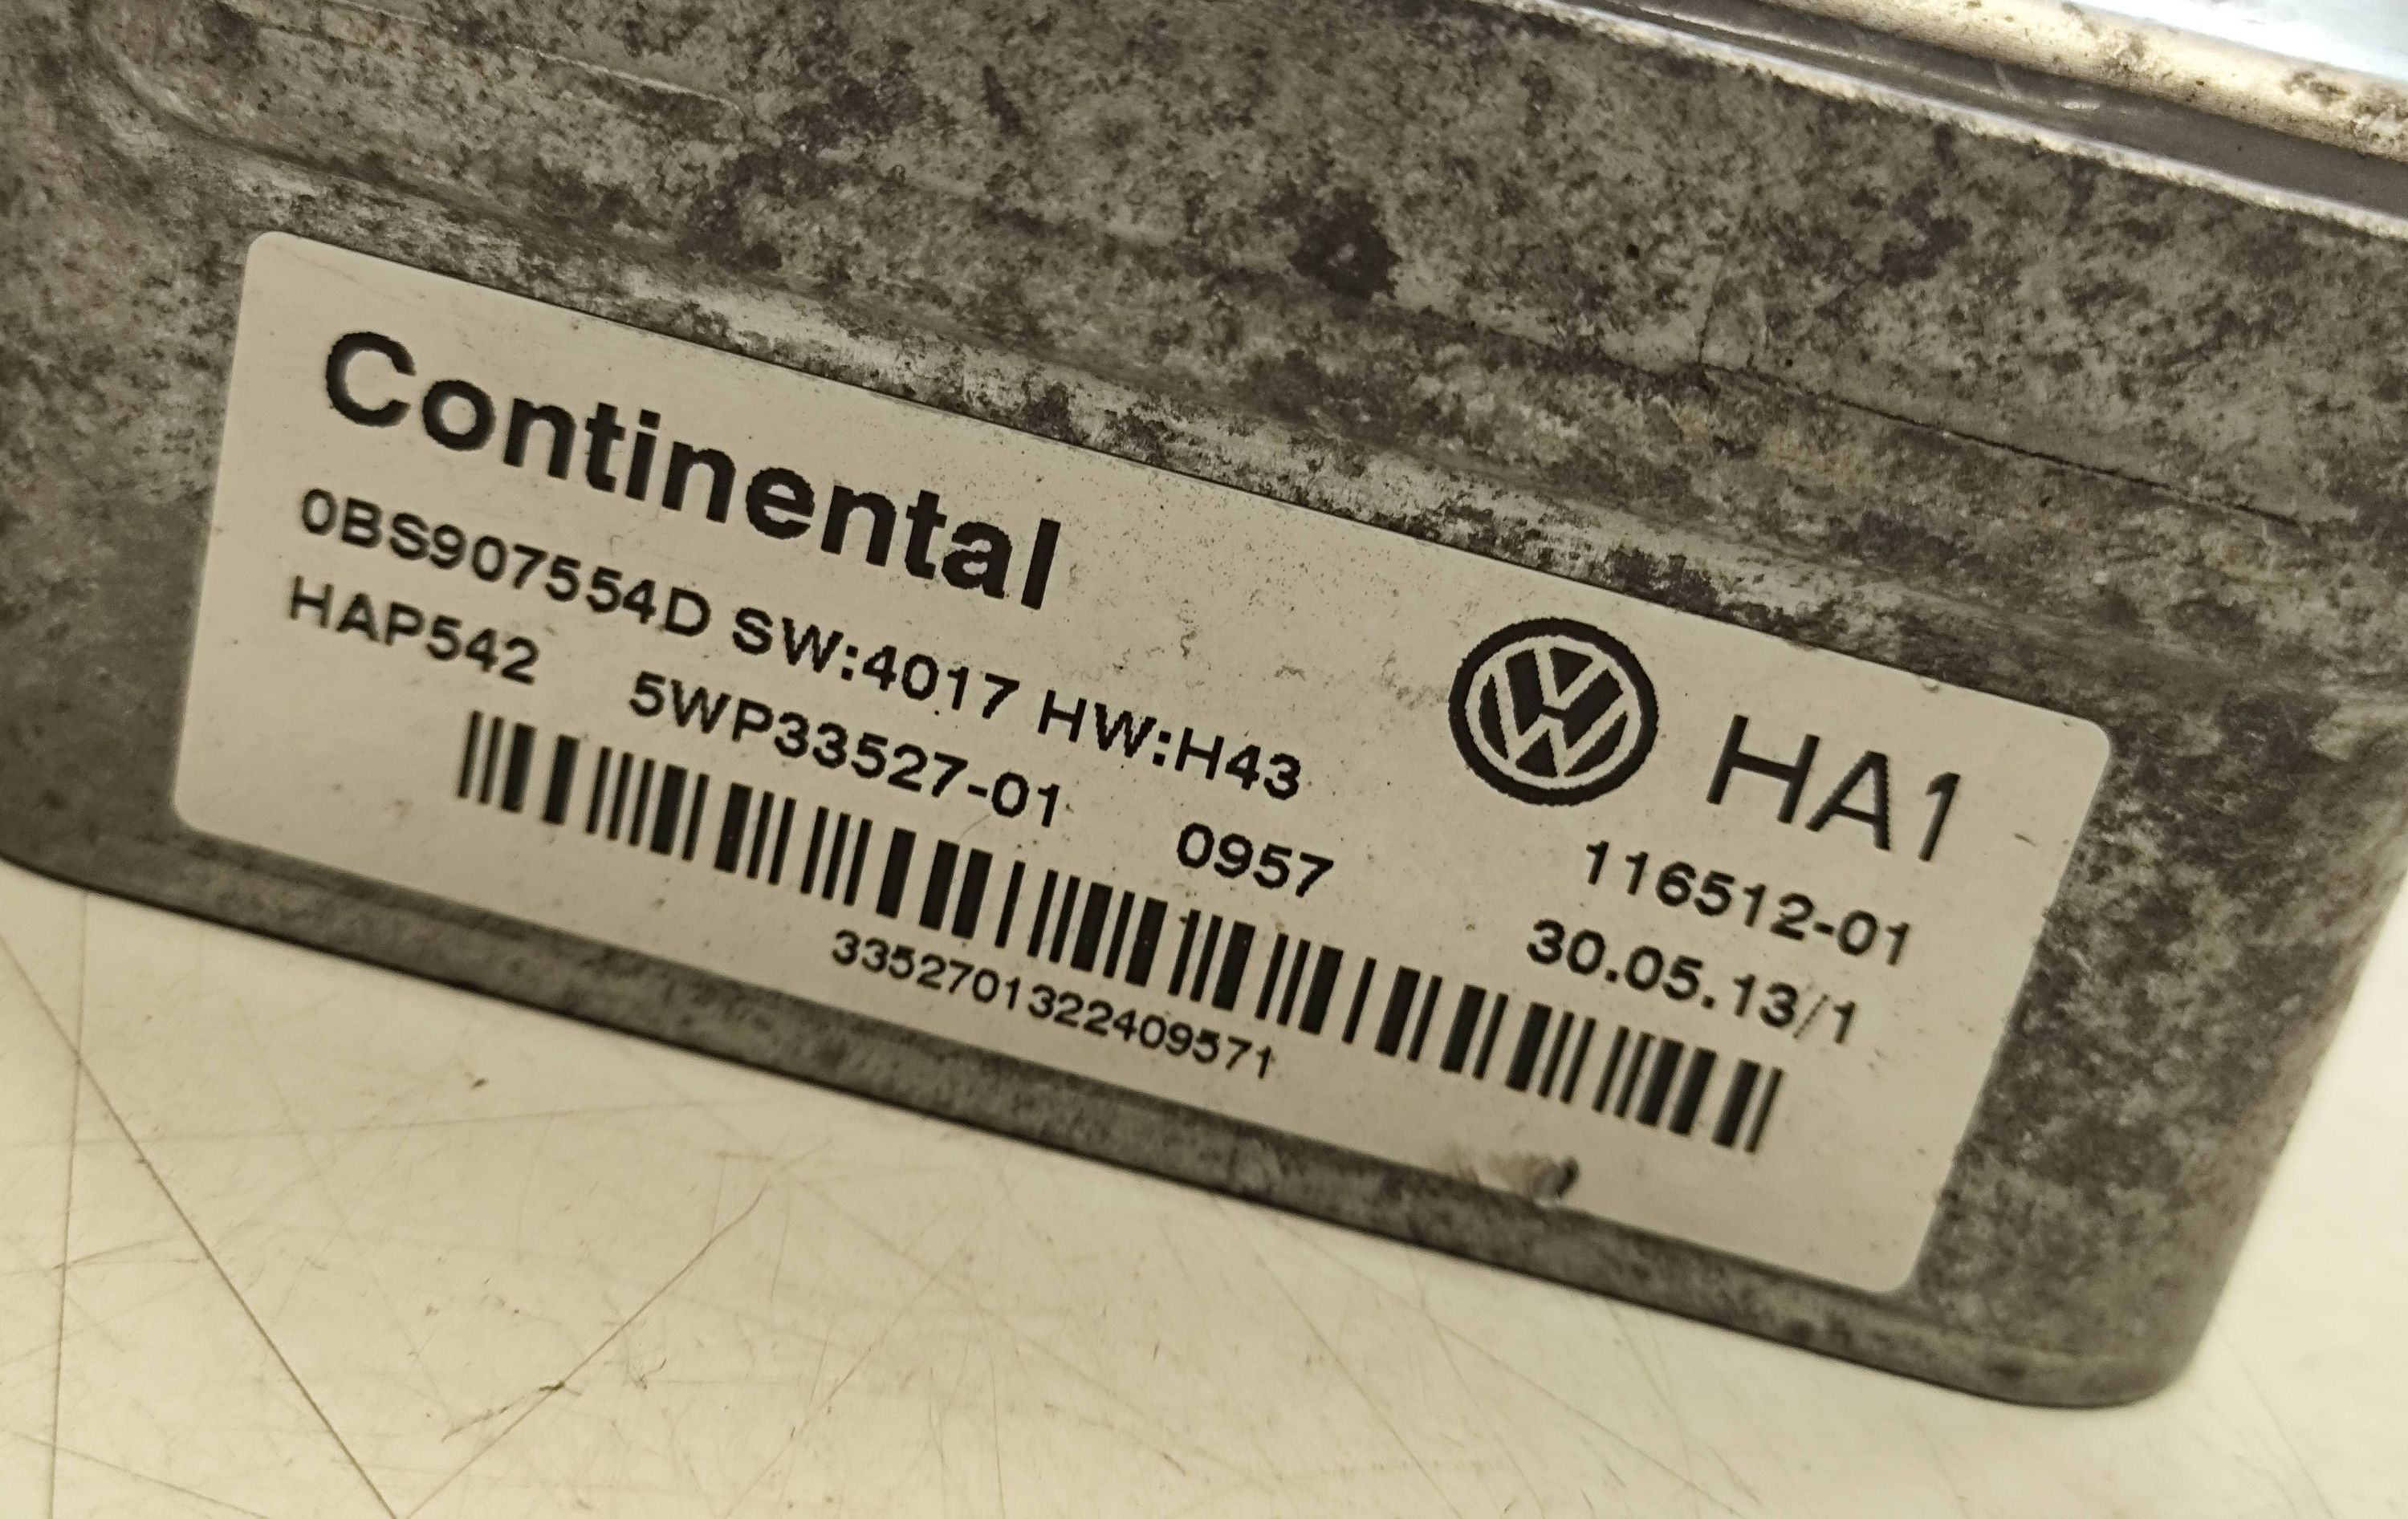 Continental
0BS907554D SW:4017 HW:H43
HA1
HAP542 5WP33527-01 0957
116512-01
30.05.13/1
3352701322409571